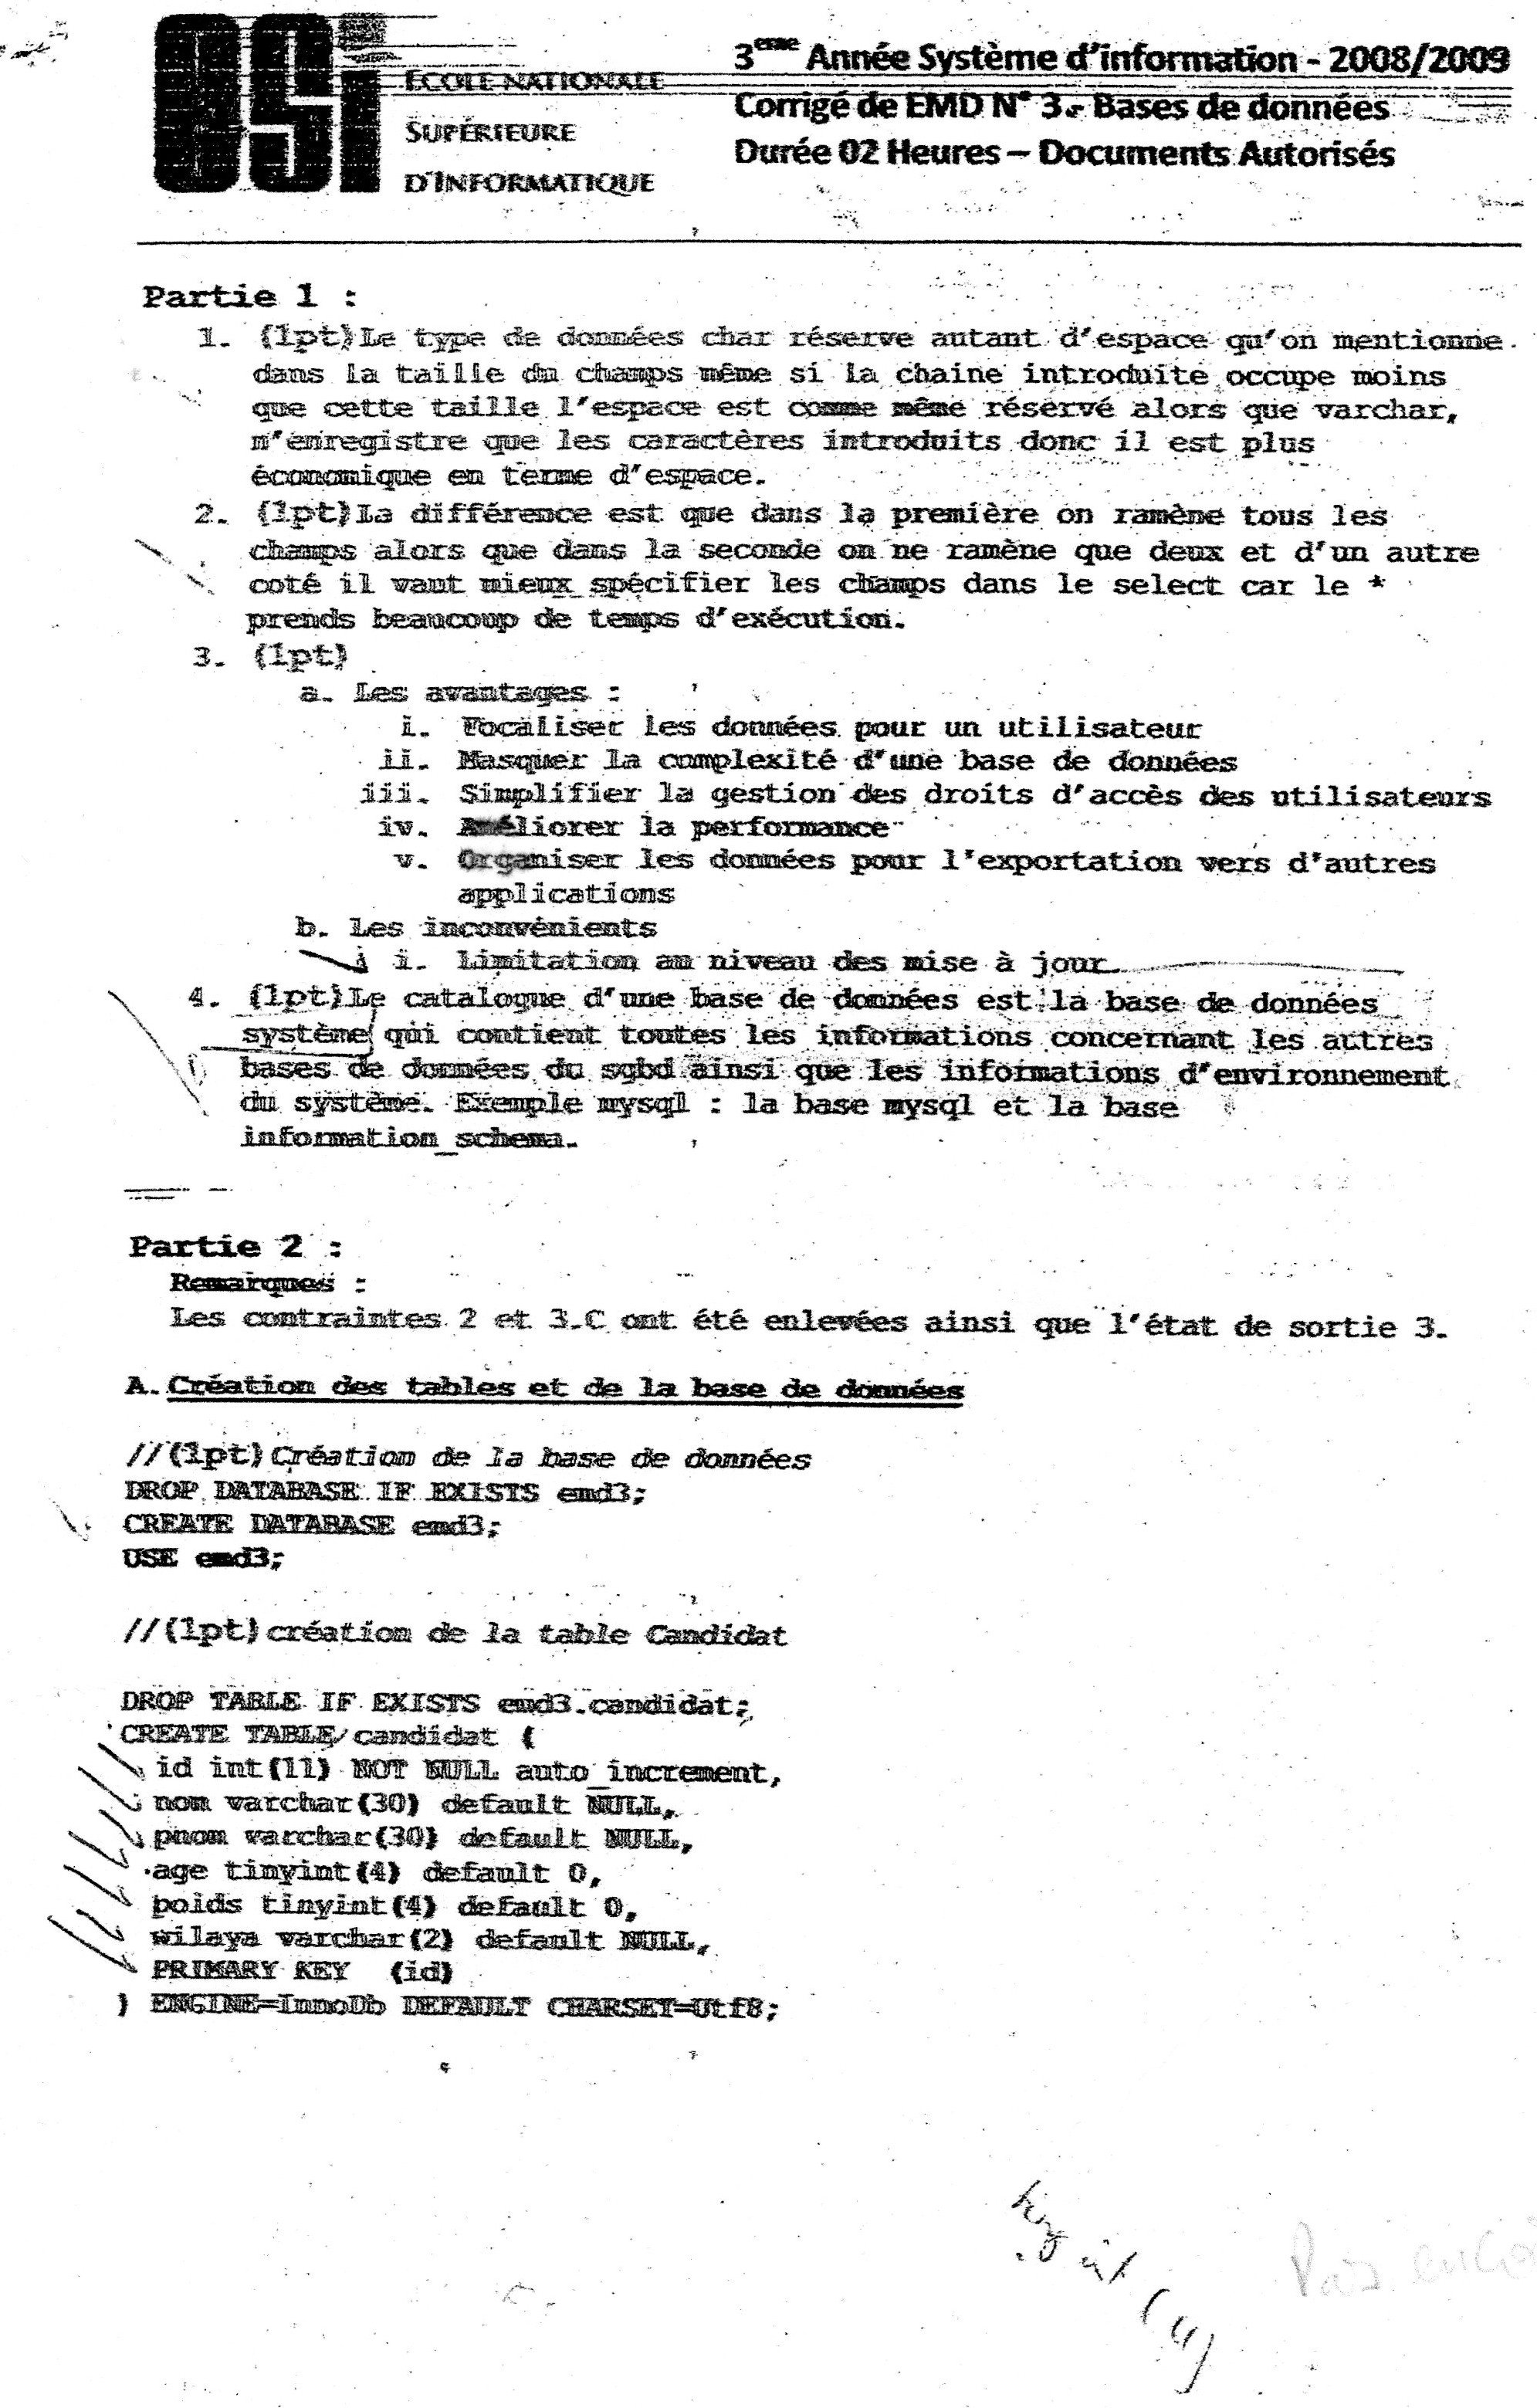 ESI
ECOLE NATIONALE
SUPÉRIEURE
D'INFORMATIQUE
3eme Année Système d'information - 2008/2009
Corrigé de EMD N° 3.- Bases de données
Durée 02 Heures – Documents Autorisés
Partie 1 :
1. (1pt)Le type de données char réserve autant d'espace qu'on mentionne
dans la taille du champs même si la chaine introduite occupe moins
que cette taille l'espace est comme même réservé alors que varchar,
n'enregistre que les caractères introduits donc il est plus
économique en terme d'espace.
2. (1pt)La différence est que dans la première on ramène tous les
champs alors que dans la seconde on ne ramène que deux et d'un autre
coté il vaut mieux spécifier les champs dans le select car le *
prends beaucoup de temps d'exécution.
3. (1pt)
a. Les avantages :
i. Focaliser les données pour un utilisateur
ii. Masquer la complexité d'une base de données
iii. Simplifier la gestion des droits d'accès des utilisateurs
iv. Améliorer la performance
v. Organiser les données pour l'exportation vers d'autres
applications
b. Les inconvénients
i. Limitation au niveau des mise à jour
4. (1pt)Le catalogue d'une base de données est la base de données
système qui contient toutes les informations concernant les autres
bases de données du sgbd ainsi que les informations d'environnement
du système. Exemple mysql : la base mysql et la base
information_schema.
Partie 2 :
Remarques :
Les contraintes 2 et 3.C ont été enlevées ainsi que l'état de sortie 3.
A. Création des tables et de la base de données
//(1pt)Création de la base de données
DROP DATABASE IF EXISTS emd3;
CREATE DATABASE emd3;
USE emd3;
//(1pt)création de la table Candidat
DROP TABLE IF EXISTS emd3.candidat;
CREATE TABLE candidat (
id int(11) NOT NULL auto_increment,
nom varchar(30) default NULL,
pnom varchar(30) default NULL,
age tinyint(4) default 0,
poids tinyint(4) default 0,
wilaya varchar(2) default NULL,
PRIMARY KEY (id)
) ENGINE=InnoDb DEFAULT CHARSET=Utf8;
Pas